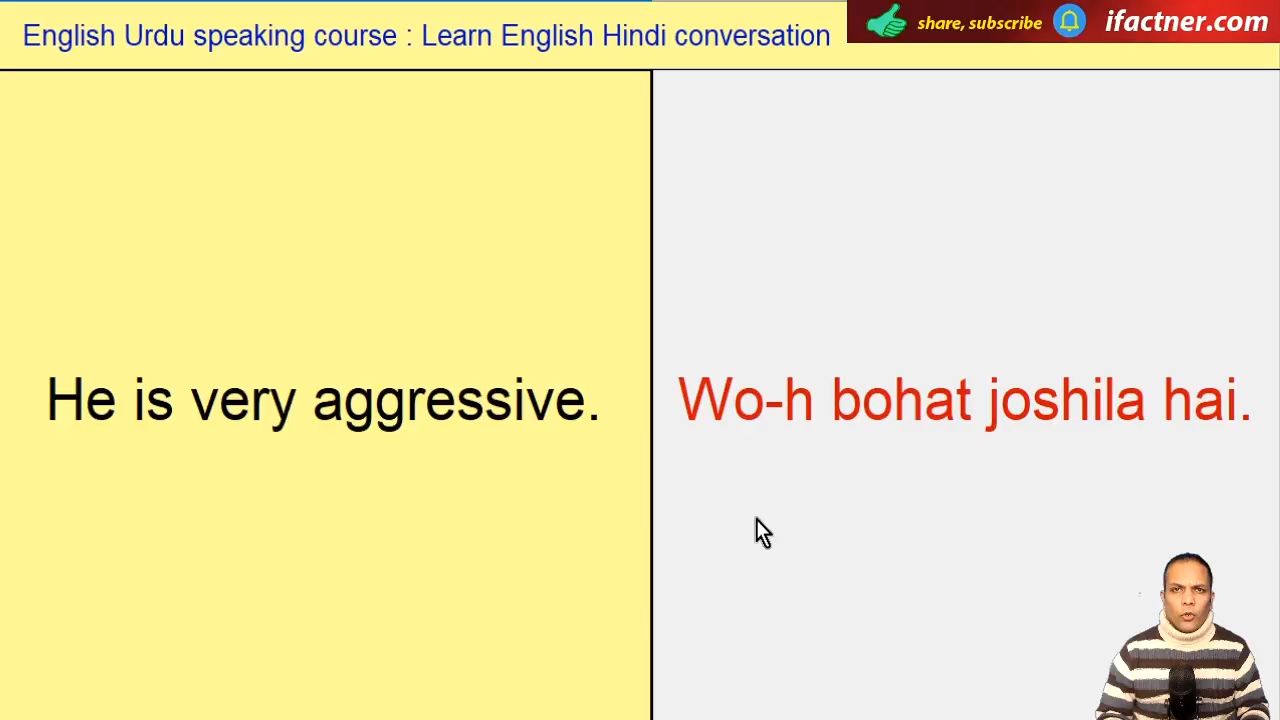 English Urdu speaking course : Learn English Hindi conversation
share, subscribe
ifactner.com
He is very aggressive.
Wo-h bohat joshila hai.